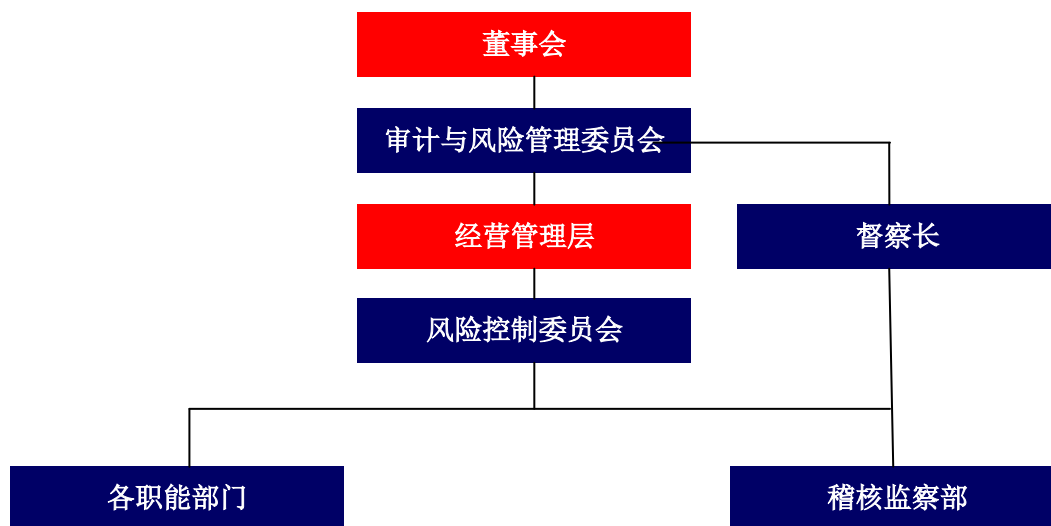 董事会
审计与风险管理委员会
经营管理层
督察长
风险控制委员会
各职能部门
稽核监察部